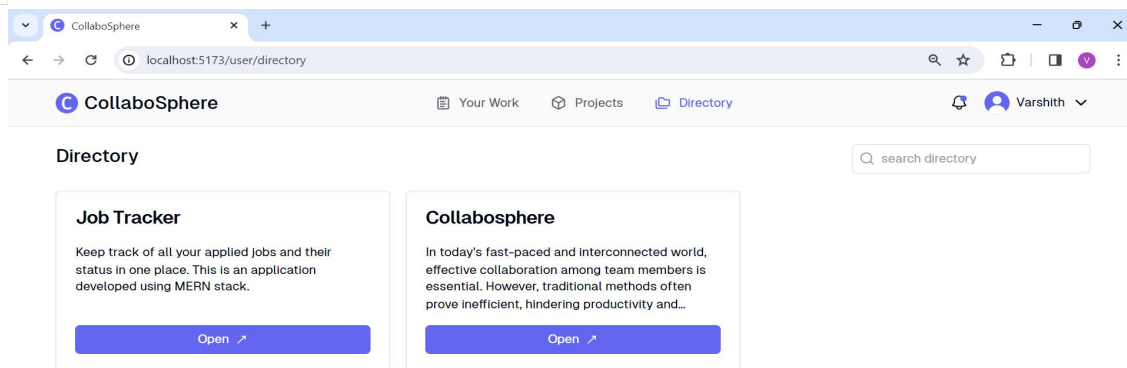 CollaboSphere
localhost:5173/user/directory
V
C CollaboSphere
Your Work
Projects
Directory
Varshith
Directory
search directory
Job Tracker
Keep track of all your applied jobs and their
status in one place. This is an application
developed using MERN stack.
Open ↗
Collabosphere
In today's fast-paced and interconnected world,
effective collaboration among team members is
essential. However, traditional methods often
prove inefficient, hindering productivity and...
Open ↗